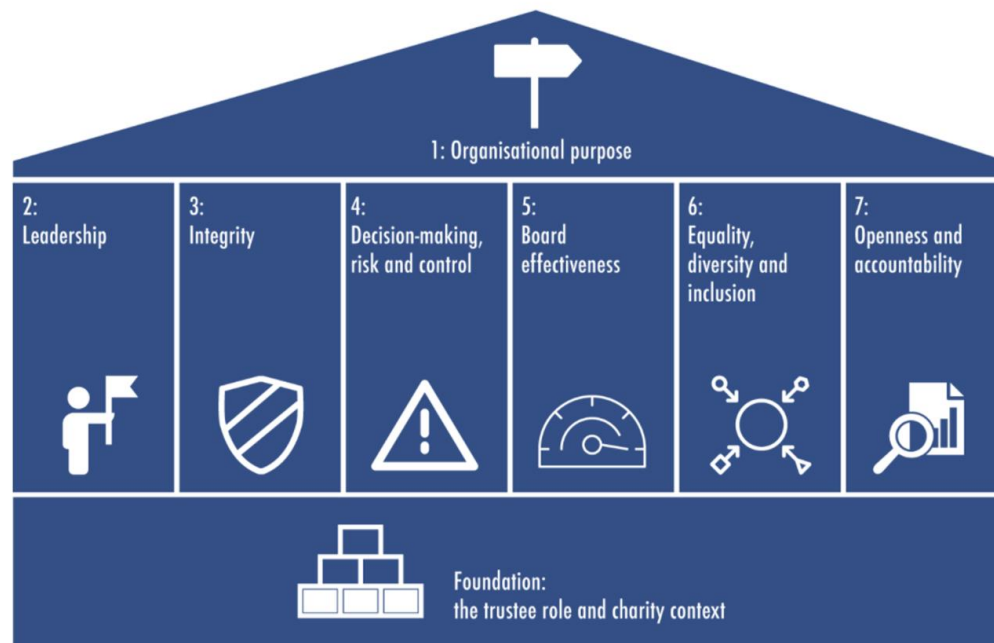 1: Organisational purpose
2:
Leadership
3:
Integrity
4:
Decision-making,
risk and control
5:
Board
effectiveness
6:
Equality,
diversity and
inclusion
7:
Openness and
accountability
Foundation:
the trustee role and charity context